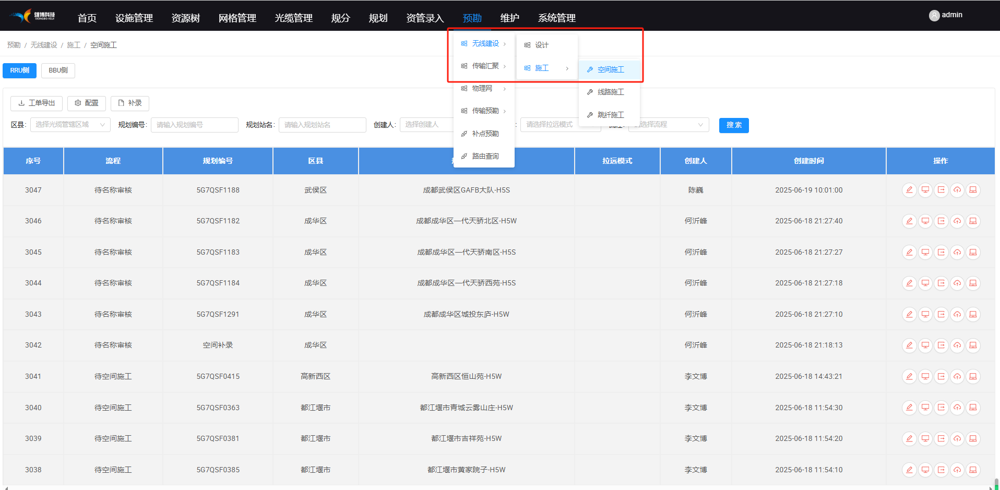 雄博科技
XIONGBO KEJI
首页 设施管理 资源树 网格管理 光缆管理 规分 规划 资管录入 预勘 维护 系统管理
admin
预勘 / 无线建设 / 施工 / 空间施工
无线建设
传输汇聚
物理网
传输预勘
补点预勘
路由查询
设计
施工
空间施工
线路施工
跳纤施工
RRU侧 BBU侧
工单导出 配置 补录
区县: 选择光缆管辖区域 规划编号: 请输入规划编号 规划站名: 请输入规划站名 创建人: 选择创建人 : 请选择拉远模式 选择流程 搜 索
序号 流程 规划编号 区县 拉远模式 创建人 创建时间 操作
3047 待名称审核 5G7QSF1188 武侯区 成都武侯区GAFB大队-H5S 陈巍 2025-06-19 10:01:00
3046 待名称审核 5G7QSF1182 成华区 成都成华区一代天骄北区-H5W 何沂峰 2025-06-18 21:27:40
3045 待名称审核 5G7QSF1183 成华区 成都成华区一代天骄南区-H5S 何沂峰 2025-06-18 21:27:27
3044 待名称审核 5G7QSF1184 成华区 成都成华区一代天骄西苑-H5S 何沂峰 2025-06-18 21:27:18
3043 待名称审核 5G7QSF1291 成华区 成都成华区城投东庐-H5W 何沂峰 2025-06-18 21:27:10
3042 待名称审核 空间补录 成华区 何沂峰 2025-06-18 21:18:13
3041 待空间施工 5G7QSF0415 高新西区 高新西区恒山苑-H5W 李文博 2025-06-18 14:43:21
3040 待空间施工 5G7QSF0363 都江堰市 都江堰市青城云雾山庄-H5W 李文博 2025-06-18 11:54:30
3039 待空间施工 5G7QSF0381 都江堰市 都江堰市吉祥苑-H5W 李文博 2025-06-18 11:54:20
3038 待空间施工 5G7QSF0385 都江堰市 都江堰市黄家院子-H5W 李文博 2025-06-18 11:54:10